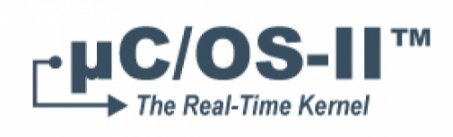 µC/OS-II™
The Real-Time Kernel